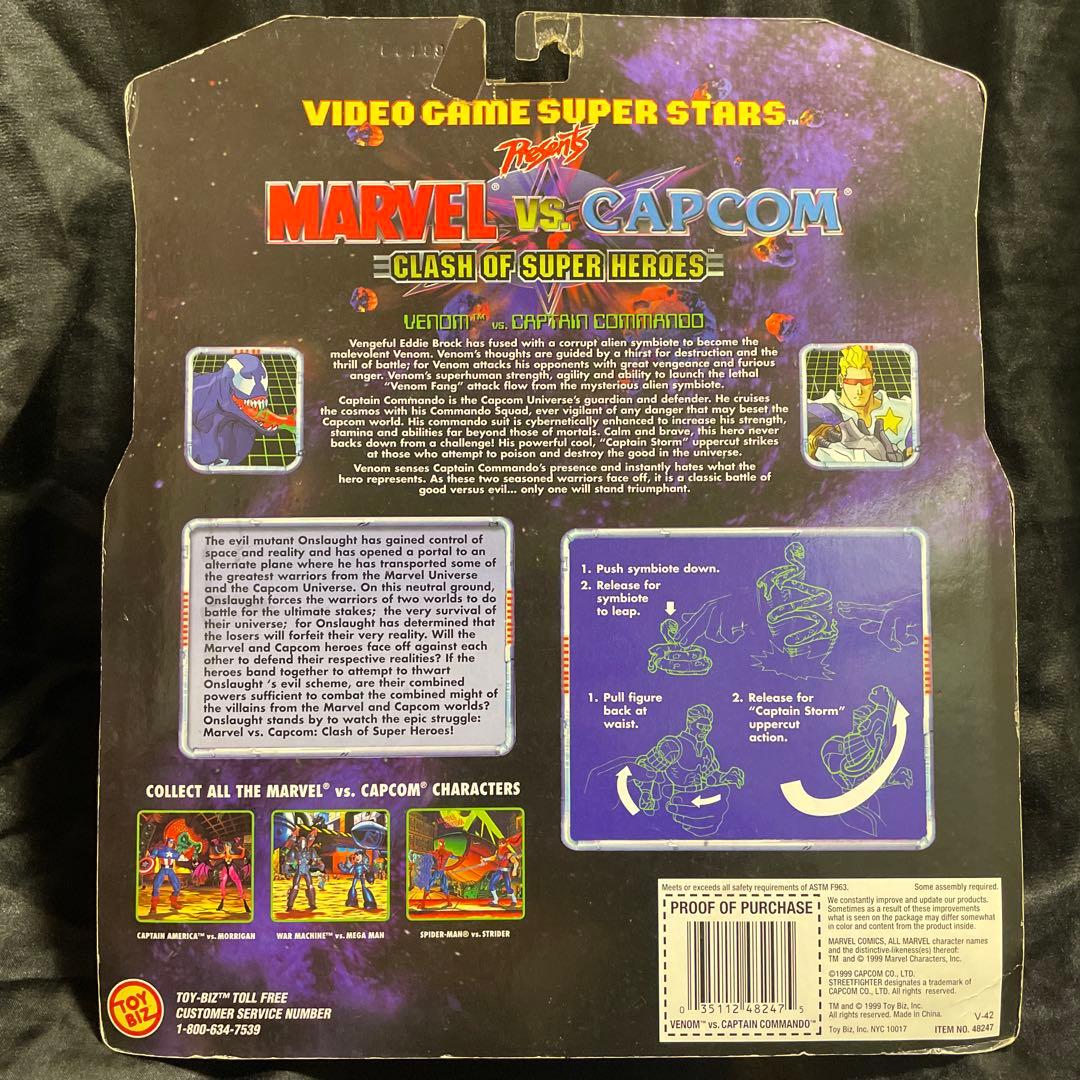 VIDEO GAME SUPER STARS™
Presents
MARVEL® VS. CAPCOM®
CLASH OF SUPER HEROES™
VENOM™ vs. CAPTAIN COMMANDO
Vengeful Eddie Brock has fused with a corrupt alien symbiote to become the
malevolent Venom. Venom's thoughts are guided by a thirst for destruction and the
thrill of battle; for Venom attacks his opponents with great vengeance and furious
anger. Venom's superhuman strength, agility and ability to launch the lethal
"Venom Fang" attack flow from the mysterious alien symbiote.
Captain Commando is the Capcom Universe's guardian and defender. He cruises
the cosmos with his Commando Squad, ever vigilant of any danger that may beset the
Capcom world. His commando suit is cybernetically enhanced to increase his strength,
stamina and abilities far beyond those of mortals. Calm and brave, this hero never
backs down from a challenge! His powerful cool, "Captain Storm" uppercut strikes
at those who attempt to poison and destroy the good in the universe.
Venom senses Captain Commando's presence and instantly hates what the
hero represents. As these two seasoned warriors face off, it is a classic battle of
good versus evil... only one will stand triumphant.
The evil mutant Onslaught has gained control of
space and reality and has opened a portal to an
alternate plane where he has transported some of
the greatest warriors from the Marvel Universe
and the Capcom Universe. On this neutral ground,
Onslaught forces the warriors of two worlds to do
battle for the ultimate stakes; the very survival of
their universe; for Onslaught has determined that
the losers will forfeit their very reality. Will the
Marvel and Capcom heroes face off against each
other to defend their respective realities? If the
heroes band together to attempt to thwart
Onslaught 's evil scheme, are their combined
powers sufficient to combat the combined might of
the villains from the Marvel and Capcom worlds?
Onslaught stands by to watch the epic struggle:
Marvel vs. Capcom: Clash of Super Heroes!
1. Push symbiote down.
2. Release for
symbiote
to leap.
1. Pull figure
back at
waist.
2. Release for
"Captain Storm"
uppercut
action.
COLLECT ALL THE MARVEL® vs. CAPCOM® CHARACTERS
CAPTAIN AMERICA™ vs. MORRIGAN
WAR MACHINE™ vs. MEGA MAN
SPIDER-MAN® vs. STRIDER
TOY BIZ
TOY-BIZ™ TOLL FREE
CUSTOMER SERVICE NUMBER
1-800-634-7539
Meets or exceeds all safety requirements of ASTM F963.
Some assembly required.
PROOF OF PURCHASE
0 35112 48247 5
VENOM™ vs. CAPTAIN COMMANDO™
We constantly improve and update our products.
Sometimes as a result of these improvements
what is seen on the package may differ somewhat
in color and content from the product inside.
MARVEL COMICS, ALL MARVEL character names
and the distinctive likeness(es) thereof:
TM and © 1999 Marvel Characters, Inc.
©1999 CAPCOM CO., LTD.
STREETFIGHTER designates a trademark of
CAPCOM CO., LTD. All rights reserved.
TM and © 1999 Toy Biz, Inc.
All rights reserved. Made in China.
V-42
Toy Biz, Inc. NYC 10017
ITEM NO. 48247